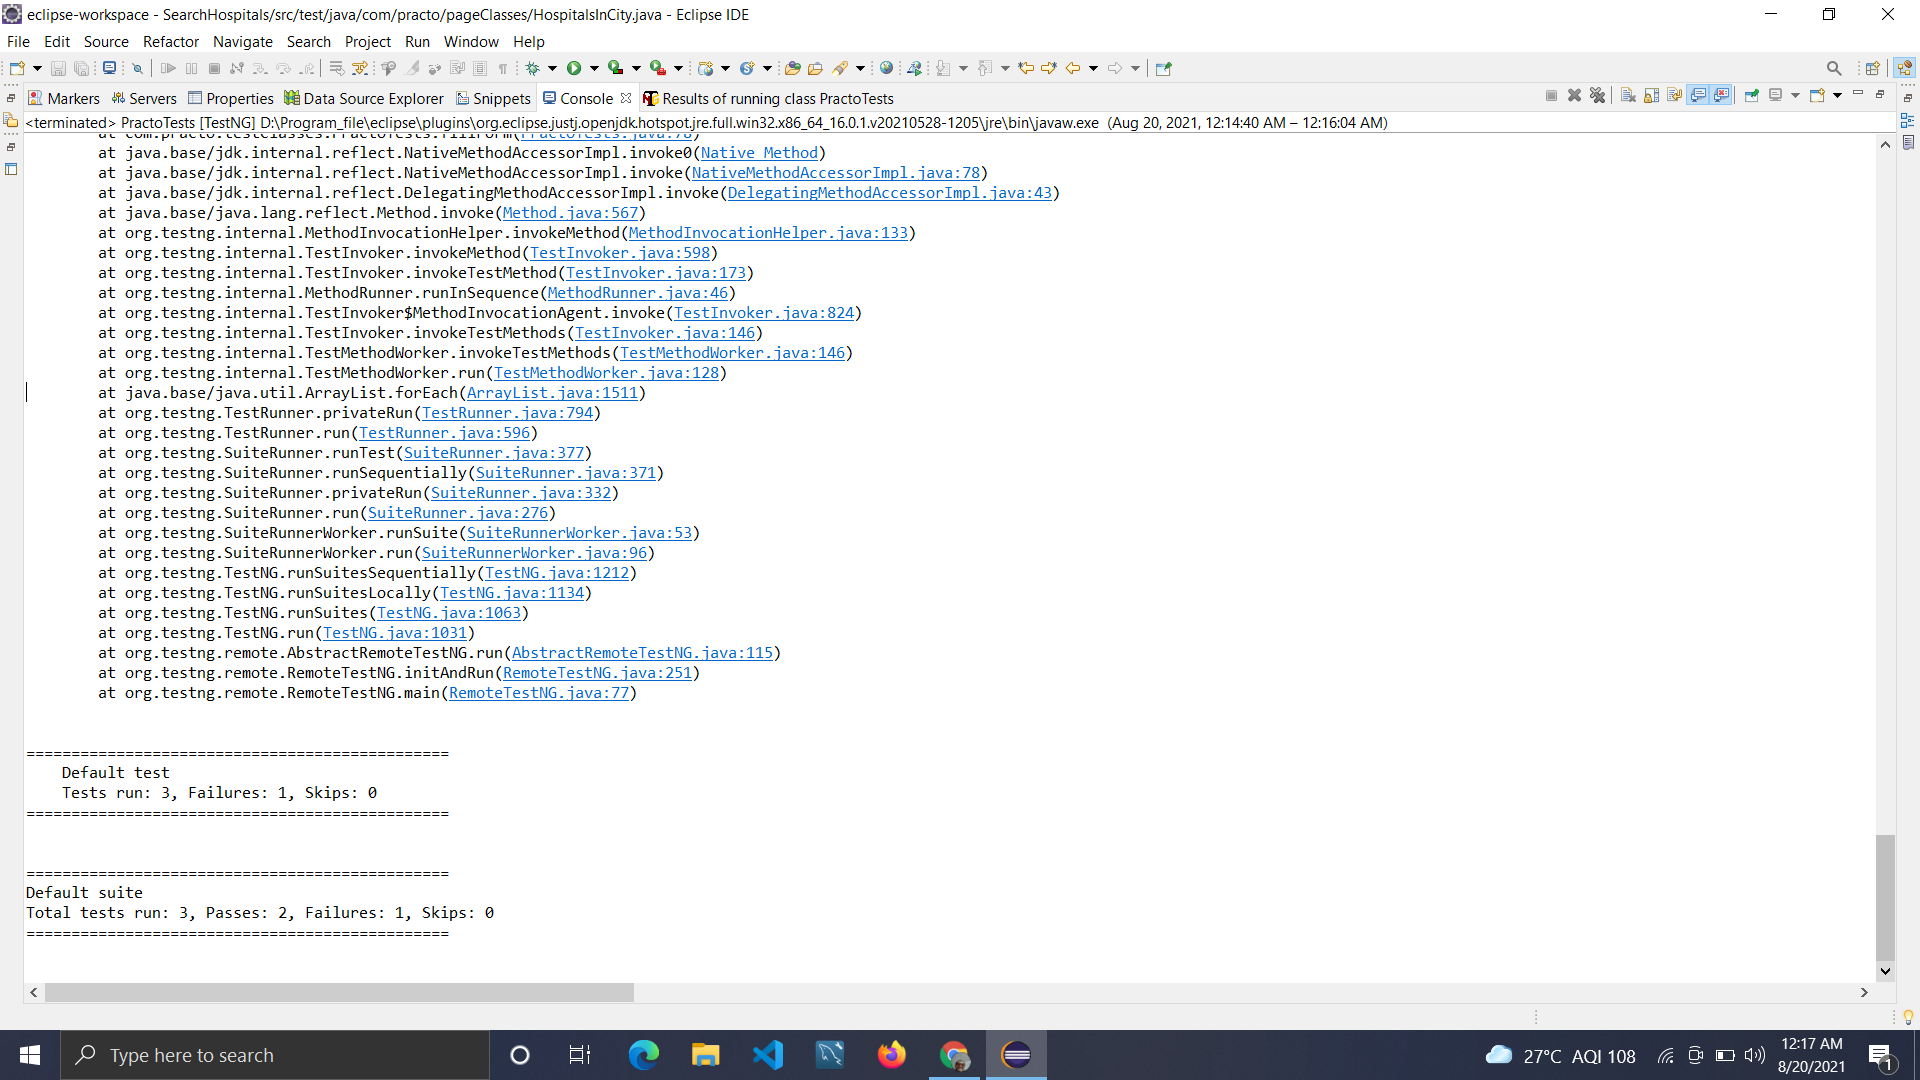 eclipse-workspace - SearchHospitals/src/test/java/com/practo/pageClasses/HospitalsInCity.java - Eclipse IDE
File Edit Source Refactor Navigate Search Project Run Window Help
Markers Servers Properties Data Source Explorer Snippets Console Results of running class PractoTests
<terminated> PractoTests [TestNG] D:\Program_file\eclipse\plugins\org.eclipse.justj.openjdk.hotspot.jre.full.win32.x86_64_16.0.1.v20210528-1205\jre\bin\javaw.exe (Aug 20, 2021, 12:14:40 AM – 12:16:04 AM)
at com.practo.testClasses.PractoTests.fillForm(PractoTests.java:78)
at java.base/jdk.internal.reflect.NativeMethodAccessorImpl.invoke0(Native Method)
at java.base/jdk.internal.reflect.NativeMethodAccessorImpl.invoke(NativeMethodAccessorImpl.java:78)
at java.base/jdk.internal.reflect.DelegatingMethodAccessorImpl.invoke(DelegatingMethodAccessorImpl.java:43)
at java.base/java.lang.reflect.Method.invoke(Method.java:567)
at org.testng.internal.MethodInvocationHelper.invokeMethod(MethodInvocationHelper.java:133)
at org.testng.internal.TestInvoker.invokeMethod(TestInvoker.java:598)
at org.testng.internal.TestInvoker.invokeTestMethod(TestInvoker.java:173)
at org.testng.internal.MethodRunner.runInSequence(MethodRunner.java:46)
at org.testng.internal.TestInvoker$MethodInvocationAgent.invoke(TestInvoker.java:824)
at org.testng.internal.TestInvoker.invokeTestMethods(TestInvoker.java:146)
at org.testng.internal.TestMethodWorker.invokeTestMethods(TestMethodWorker.java:146)
at org.testng.internal.TestMethodWorker.run(TestMethodWorker.java:128)
at java.base/java.util.ArrayList.forEach(ArrayList.java:1511)
at org.testng.TestRunner.privateRun(TestRunner.java:794)
at org.testng.TestRunner.run(TestRunner.java:596)
at org.testng.SuiteRunner.runTest(SuiteRunner.java:377)
at org.testng.SuiteRunner.runSequentially(SuiteRunner.java:371)
at org.testng.SuiteRunner.privateRun(SuiteRunner.java:332)
at org.testng.SuiteRunner.run(SuiteRunner.java:276)
at org.testng.SuiteRunnerWorker.runSuite(SuiteRunnerWorker.java:53)
at org.testng.SuiteRunnerWorker.run(SuiteRunnerWorker.java:96)
at org.testng.TestNG.runSuitesSequentially(TestNG.java:1212)
at org.testng.TestNG.runSuitesLocally(TestNG.java:1134)
at org.testng.TestNG.runSuites(TestNG.java:1063)
at org.testng.TestNG.run(TestNG.java:1031)
at org.testng.remote.AbstractRemoteTestNG.run(AbstractRemoteTestNG.java:115)
at org.testng.remote.RemoteTestNG.initAndRun(RemoteTestNG.java:251)
at org.testng.remote.RemoteTestNG.main(RemoteTestNG.java:77)
===============================================
Default test
Tests run: 3, Failures: 1, Skips: 0
===============================================
===============================================
Default suite
Total tests run: 3, Passes: 2, Failures: 1, Skips: 0
===============================================
Type here to search
27°C AQI 108
12:17 AM
8/20/2021
1